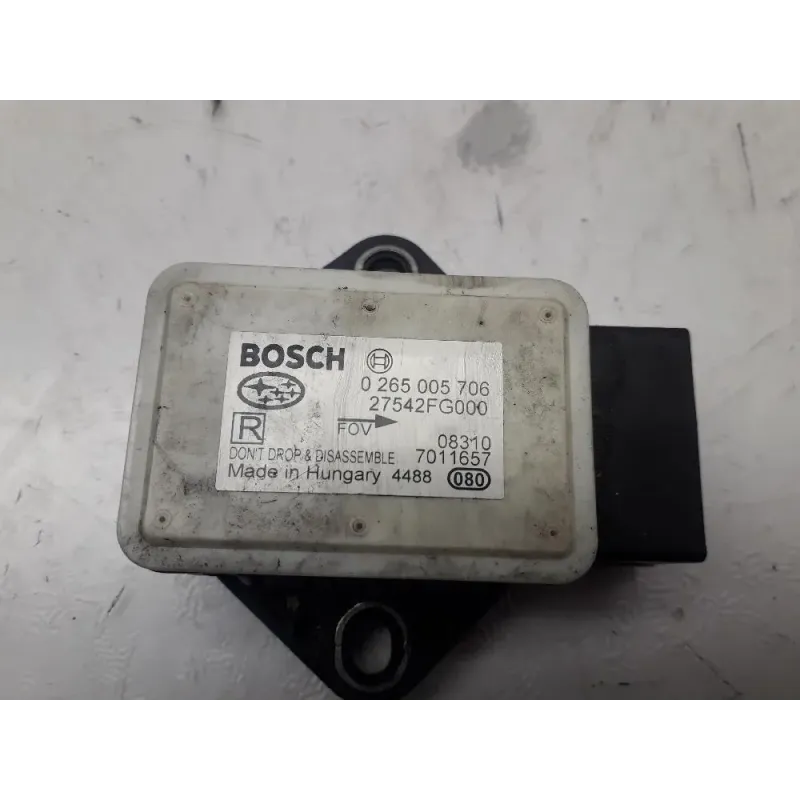 BOSCH
0 265 005 706
27542FG000
R
FOV
08310
DON'T DROP & DISASSEMBLE 7011657
Made in Hungary 4488 080